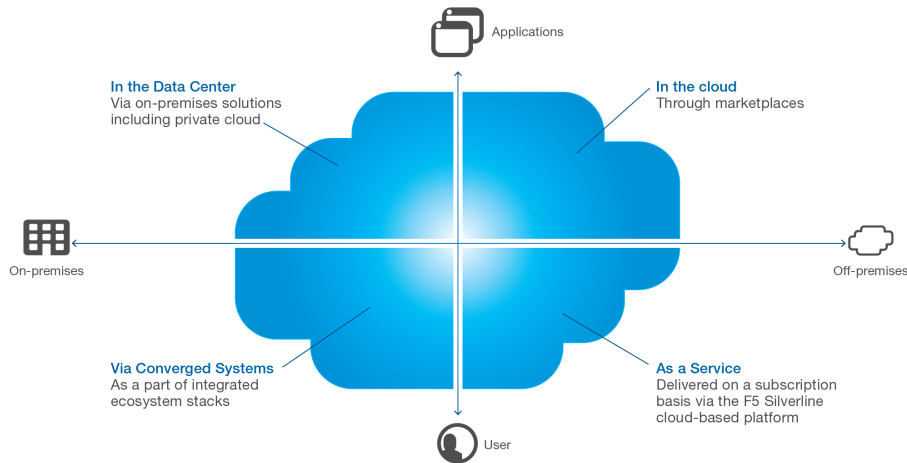 Applications
In the Data Center
Via on-premises solutions
including private cloud
In the cloud
Through marketplaces
On-premises
Off-premises
Via Converged Systems
As a part of integrated
ecosystem stacks
As a Service
Delivered on a subscription
basis via the F5 Silverline
cloud-based platform
User